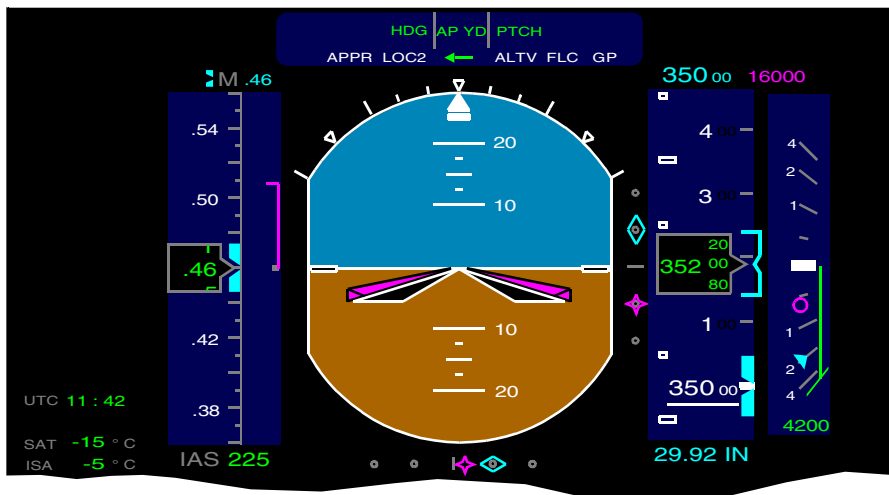 HDG AP YD PTCH
APPR LOC2 ALTV FLC GP
M .46
350 00 16000
.54
.50
.46
.42
.38
IAS 225
20
10
10
20
4 00
3 00
20
352 00
80
1 00
350 00
29.92 IN
4
2
1
1
2
4
4200
UTC 11 : 42
SAT -15 ° C
ISA -5 ° C